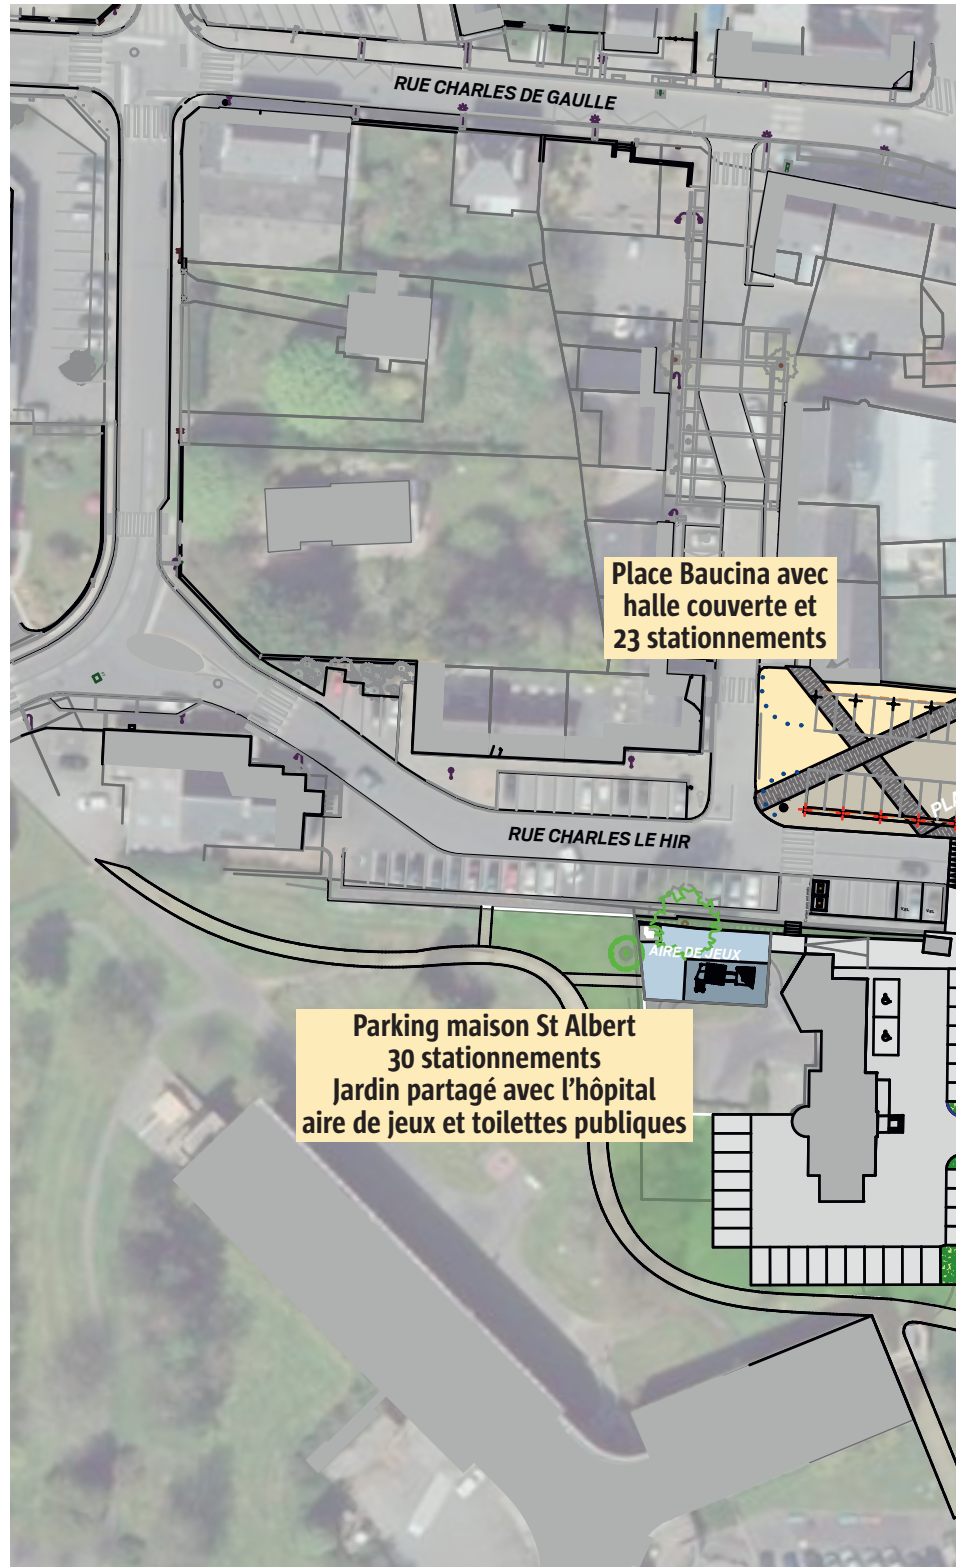 RUE CHARLES DE GAULLE
Place Baucina avec
halle couverte et
23 stationnements
RUE CHARLES LE HIR
AIRE DE JEUX
Parking maison St Albert
30 stationnements
Jardin partagé avec l'hôpital
aire de jeux et toilettes publiques